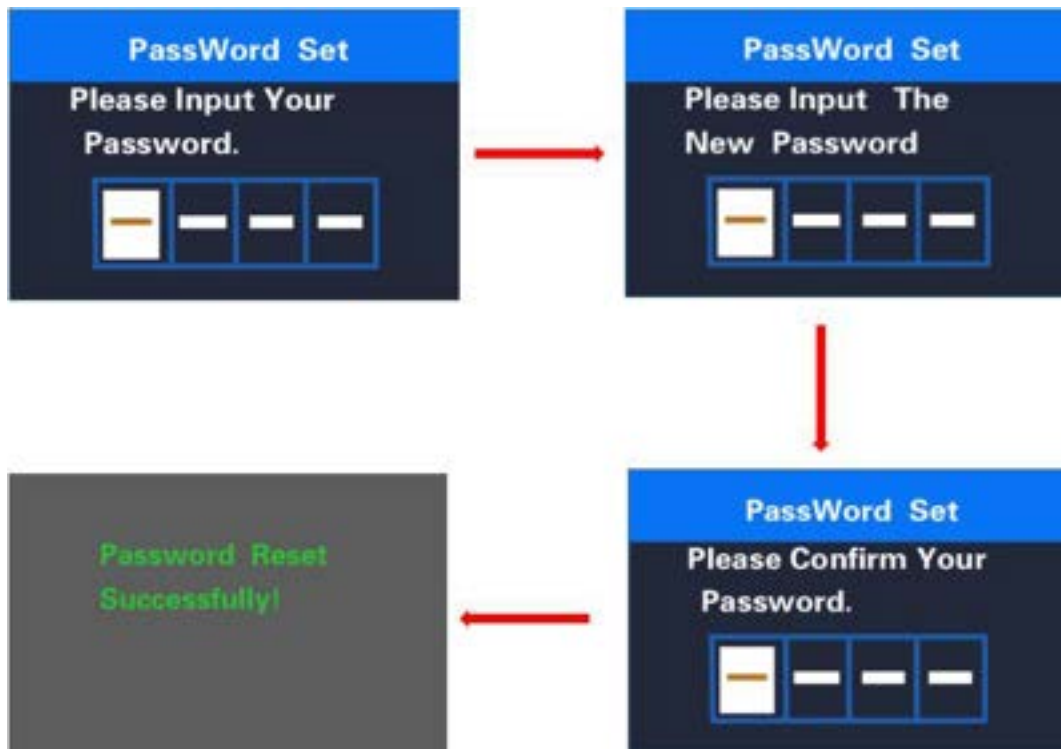 PassWord Set
Please Input Your
Password.
PassWord Set
Please Input The
New Password
PassWord Set
Please Confirm Your
Password.
Password Reset
Successfully!